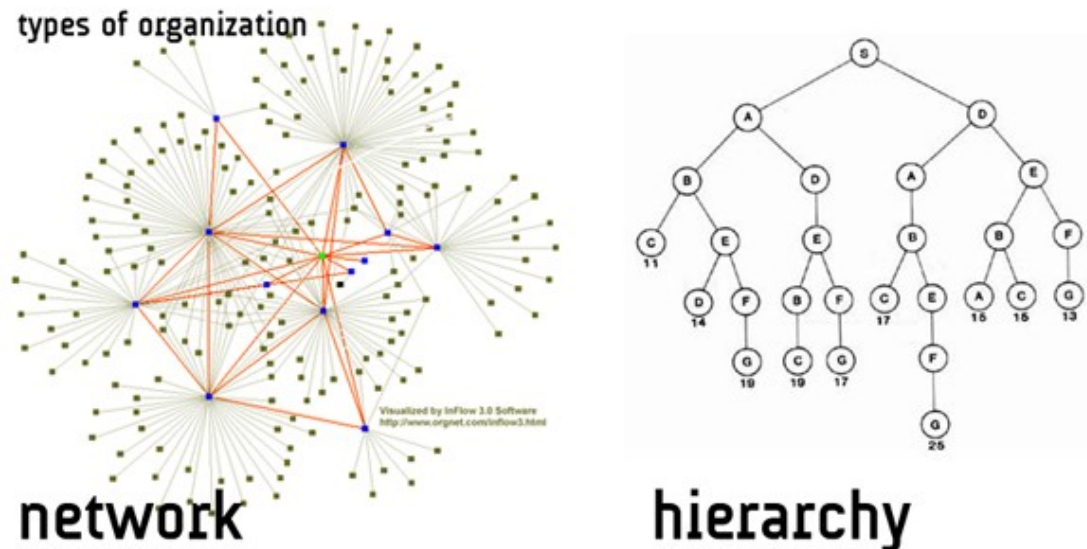 types of organization
S
A D
B D A E
C E E B B F
11
D F B F C E A C G
14 17 15 15 13
G C G F
19 19 17
G
25
Visualized by InFlow 3.0 Software
http://www.orgnet.com/inflow3.html
network hierarchy